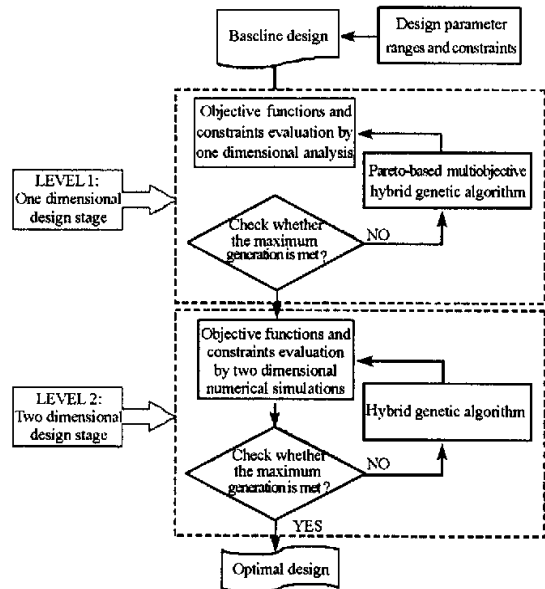 Baseline design
Design parameter
ranges and constraints
Objective functions and
constraints evaluation by
one dimensional analysis
LEVEL 1:
One dimensional
design stage
Pareto-based multiobjective
hybrid genetic algorithm
Check whether
the maximum
generation is met?
NO
Objective functions and
constraints evaluation
by two dimensional
numerical simulations
LEVEL 2:
Two dimensional
design stage
Hybrid genetic algorithm
Check whether
the maximum
generation is met?
NO
YES
Optimal design